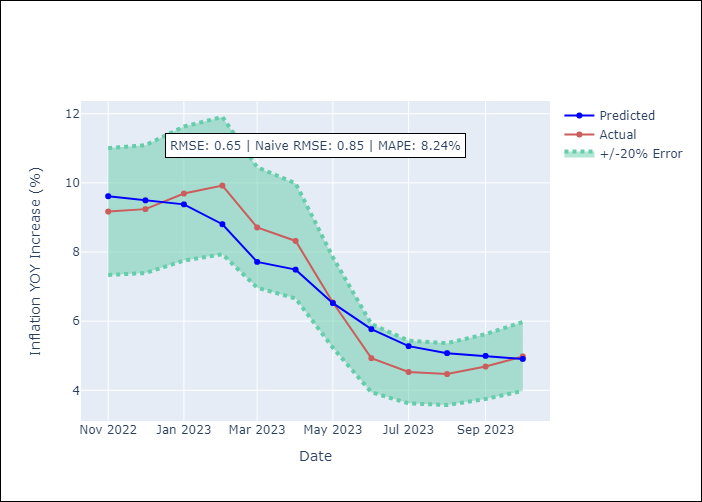 12
10
8
6
4
Inflation YOY Increase (%)
RMSE: 0.65 | Naive RMSE: 0.85 | MAPE: 8.24%
Predicted
Actual
+/-20% Error
Nov 2022 Jan 2023 Mar 2023 May 2023 Jul 2023 Sep 2023
Date